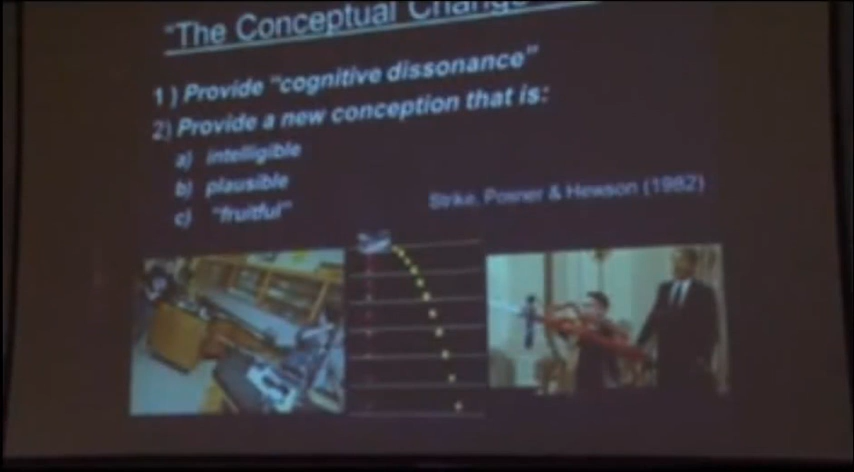 "The Conceptual Change
1) Provide "cognitive dissonance"
2) Provide a new conception that is:
a) intelligible
b) plausible
c) "fruitful"
Strike, Posner & Hewson (1982)